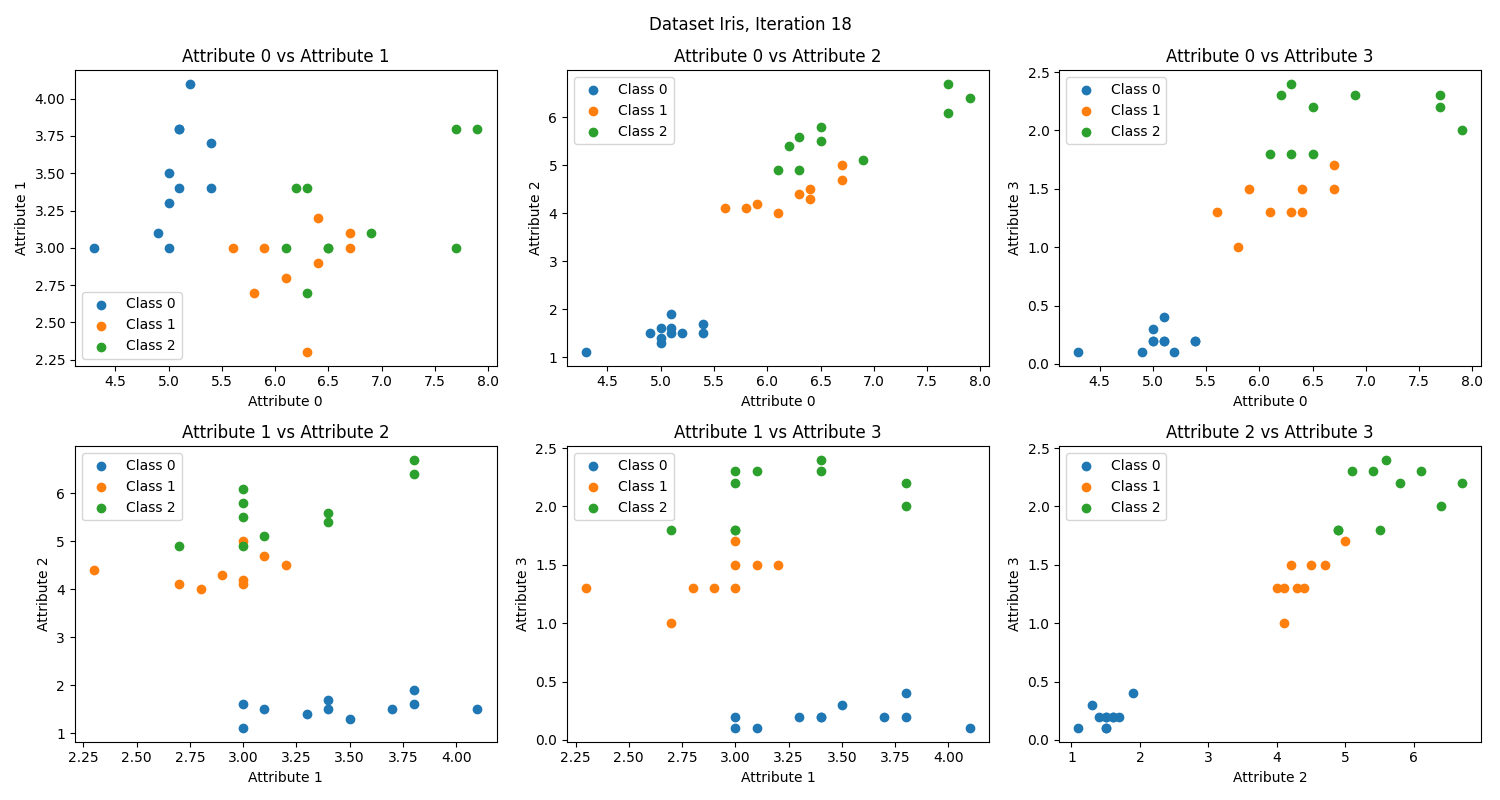 Dataset Iris, Iteration 18
Attribute 0 vs Attribute 1
Attribute 1
4.00
3.75
3.50
3.25
3.00
2.75
2.50
2.25
Class 0
Class 1
Class 2
4.5 5.0 5.5 6.0 6.5 7.0 7.5 8.0
Attribute 0
Attribute 0 vs Attribute 2
Attribute 2
6
5
4
3
2
1
Class 0
Class 1
Class 2
4.5 5.0 5.5 6.0 6.5 7.0 7.5 8.0
Attribute 0
Attribute 0 vs Attribute 3
Attribute 3
2.5
2.0
1.5
1.0
0.5
0.0
Class 0
Class 1
Class 2
4.5 5.0 5.5 6.0 6.5 7.0 7.5 8.0
Attribute 0
Attribute 1 vs Attribute 2
Attribute 2
6
5
4
3
2
1
Class 0
Class 1
Class 2
2.25 2.50 2.75 3.00 3.25 3.50 3.75 4.00
Attribute 1
Attribute 1 vs Attribute 3
Attribute 3
2.5
2.0
1.5
1.0
0.5
0.0
Class 0
Class 1
Class 2
2.25 2.50 2.75 3.00 3.25 3.50 3.75 4.00
Attribute 1
Attribute 2 vs Attribute 3
Attribute 3
2.5
2.0
1.5
1.0
0.5
0.0
Class 0
Class 1
Class 2
1 2 3 4 5 6
Attribute 2